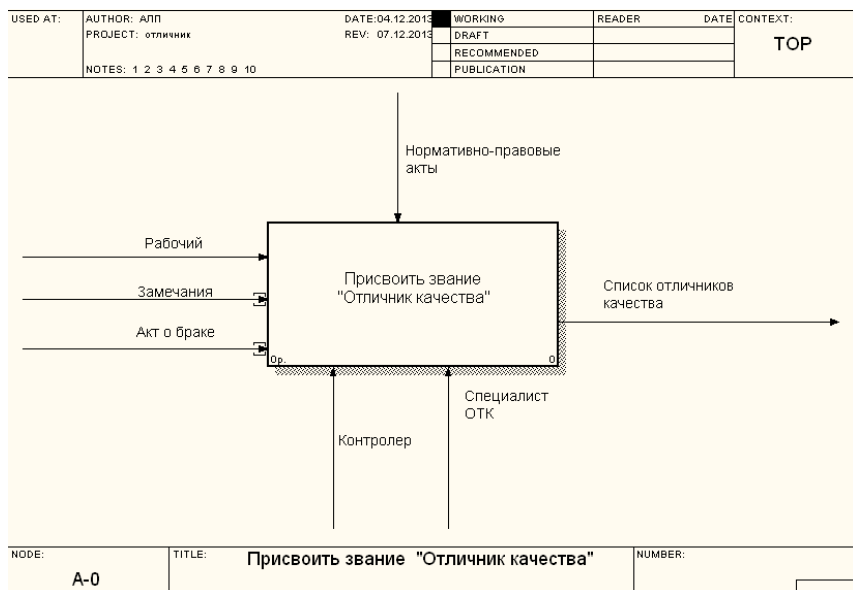 USED AT:
AUTHOR: АЛП
DATE:04.12.2013
WORKING
READER
DATE
CONTEXT:
PROJECT: отличник
REV: 07.12.2013
DRAFT
TOP
RECOMMENDED
NOTES: 1 2 3 4 5 6 7 8 9 10
PUBLICATION
Нормативно-правовые
акты
Рабочий
Замечания
Акт о браке
Присвоить звание
"Отличник качества"
0р.
0
Список отличников
качества
Специалист
ОТК
Контролер
NODE:
TITLE:
Присвоить звание "Отличник качества"
NUMBER:
A-0